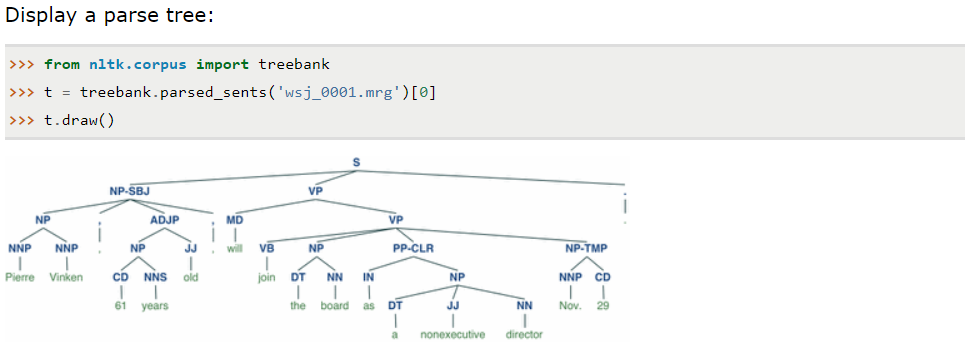 Display a parse tree:
>>> from nltk.corpus import treebank
>>> t = treebank.parsed_sents('wsj_0001.mrg')[0]
>>> t.draw()
S
NP-SBJ VP .
NP , ADJP , MD VP .
NNP NNP , NP JJ , will VB NP PP-CLR NP-TMP
Pierre Vinken CD NNS old join DT NN IN NP NNP CD
61 years the board as DT JJ NN Nov. 29
a nonexecutive director